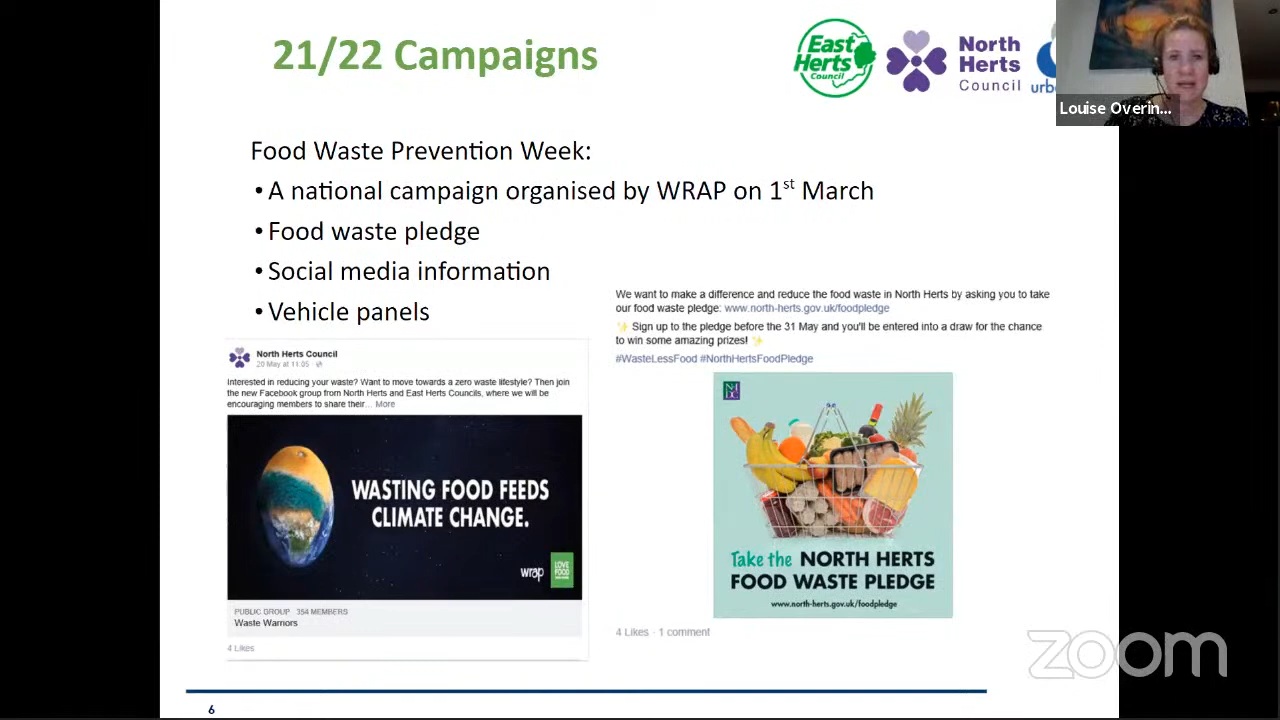 21/22 Campaigns
East
Herts
Council
North
Herts
Council
urb
Louise Overin...
Food Waste Prevention Week:
• A national campaign organised by WRAP on 1st March
• Food waste pledge
• Social media information
• Vehicle panels
We want to make a difference and reduce the food waste in North Herts by asking you to take
our food waste pledge: www.north-herts.gov.uk/foodpledge
✨ Sign up to the pledge before the 31 May and you'll be entered into a draw for the chance
to win some amazing prizes! ✨
#WasteLessFood #NorthHertsFoodPledge
North Herts Council
20 May at 11:05
Interested in reducing your waste? Want to move towards a zero waste lifestyle? Then join
the new Facebook group from North Herts and East Herts Councils, where we will be
encouraging members to share their... More
WASTING FOOD FEEDS
CLIMATE CHANGE.
wrap
LOVE
FOOD
PUBLIC GROUP 354 MEMBERS
Waste Warriors
4 Likes
Take the NORTH HERTS
FOOD WASTE PLEDGE
www.north-herts.gov.uk/foodpledge
4 Likes · 1 comment
zoom
6